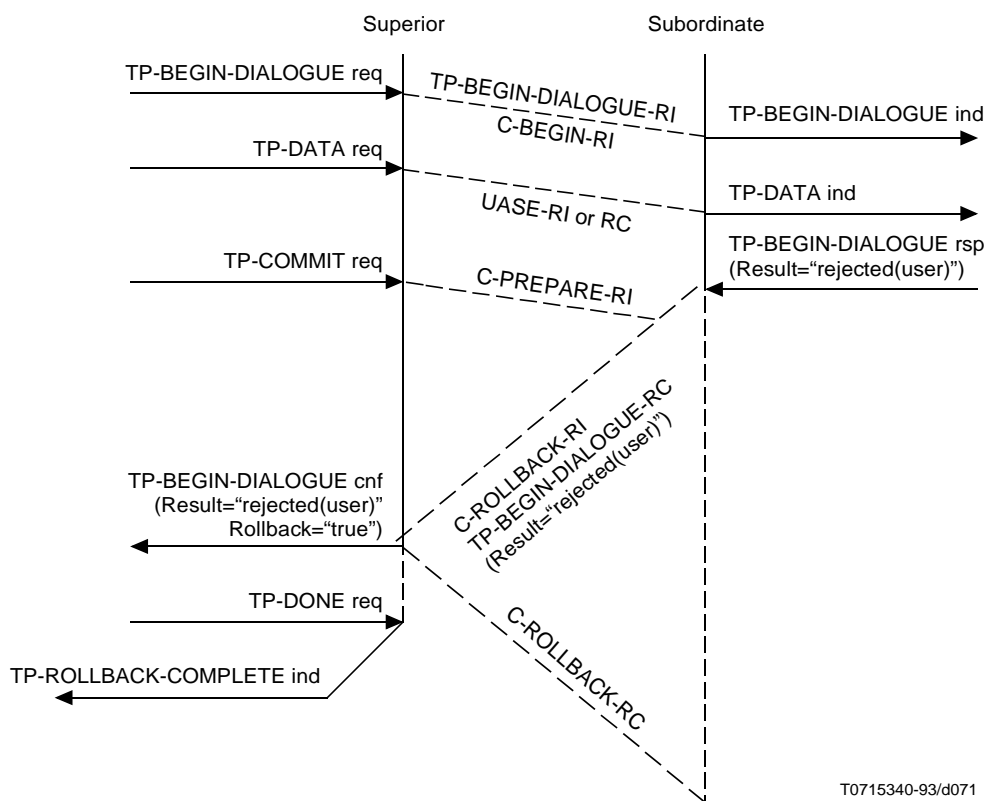 Superior
Subordinate
TP-BEGIN-DIALOGUE req
TP-BEGIN-DIALOGUE-RI
C-BEGIN-RI
TP-BEGIN-DIALOGUE ind
TP-DATA req
UASE-RI or RC
TP-DATA ind
TP-BEGIN-DIALOGUE rsp
(Result=“rejected(user)”)
TP-COMMIT req
C-PREPARE-RI
C-ROLLBACK-RI
TP-BEGIN-DIALOGUE-RC
(Result=“rejected(user)”)
TP-BEGIN-DIALOGUE cnf
(Result=“rejected(user)”
Rollback=“true”)
TP-DONE req
C-ROLLBACK-RC
TP-ROLLBACK-COMPLETE ind
T0715340-93/d071